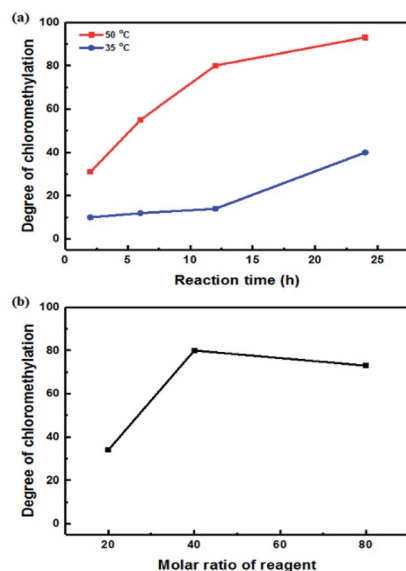 (a)
50 °C
35 °C
100
80
60
40
20
0
Degree of chloromethylation
0 5 10 15 20 25
Reaction time (h)
(b)
100
80
60
40
20
0
Degree of chloromethylation
20 40 60 80
Molar ratio of reagent